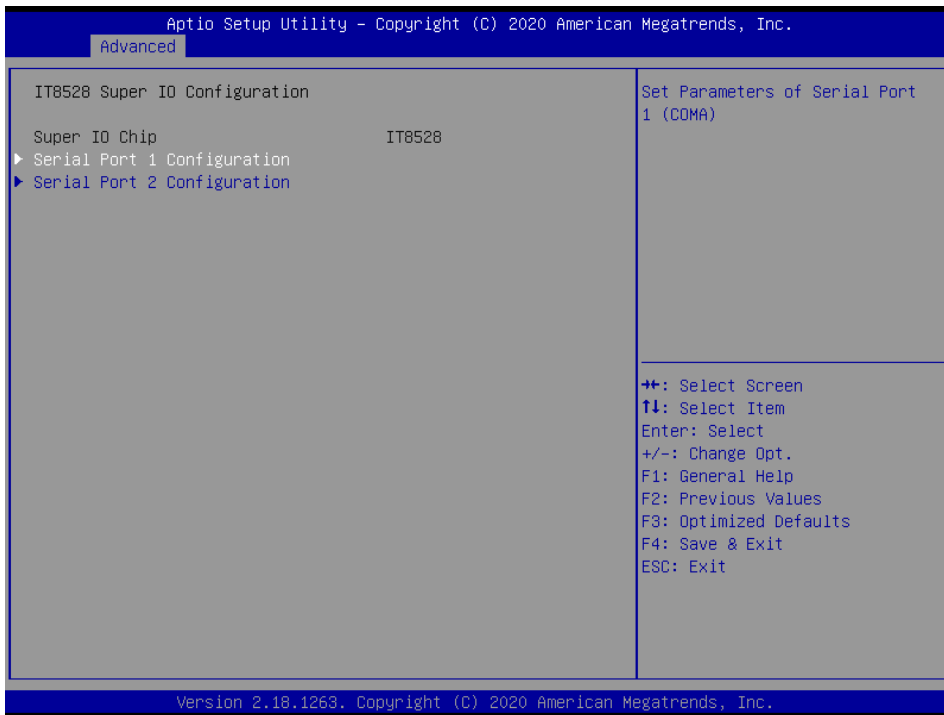 Aptio Setup Utility – Copyright (C) 2020 American Megatrends, Inc.
Advanced
IT8528 Super IO Configuration
Super IO Chip IT8528
▶ Serial Port 1 Configuration
▶ Serial Port 2 Configuration
Set Parameters of Serial Port
1 (COMA)
→←: Select Screen
↑↓: Select Item
Enter: Select
+/-: Change Opt.
F1: General Help
F2: Previous Values
F3: Optimized Defaults
F4: Save & Exit
ESC: Exit
Version 2.18.1263. Copyright (C) 2020 American Megatrends, Inc.